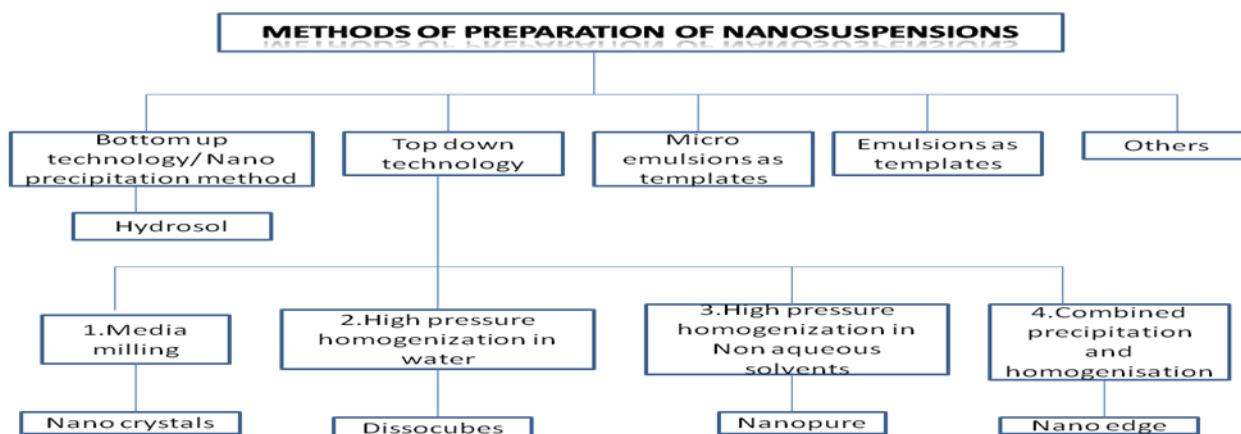 METHODS OF PREPARATION OF NANOSUSPENSIONS
Bottom up
technology/ Nano
precipitation method
Top down
technology
Micro
emulsions as
templates
Emulsions as
templates
Others
Hydrosol
1.Media
milling
2.High pressure
homogenization in
water
3.High pressure
homogenization in
Non aqueous
solvents
4.Combined
precipitation
and
homogenisation
Nano crystals
Dissocubes
Nanopure
Nano edge